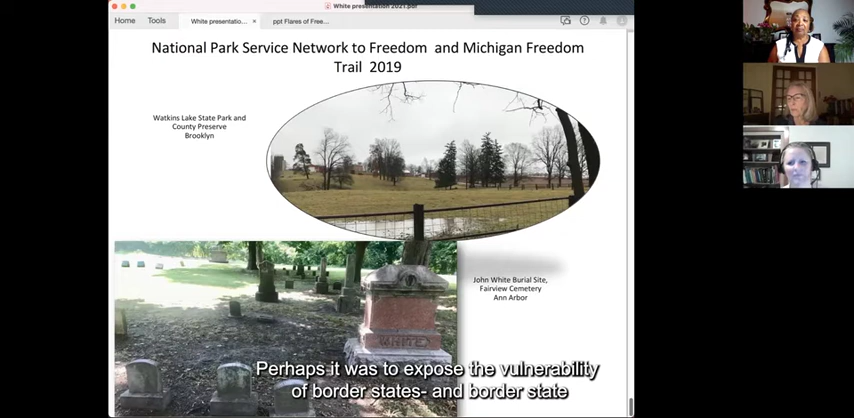 White presentation 2021.pdf
Home
Tools
White presentatio...
×
ppt Flares of Free...
National Park Service Network to Freedom and Michigan Freedom
Trail 2019
Watkins Lake State Park and
County Preserve
Brooklyn
John White Burial Site,
Fairview Cemetery
Ann Arbor
WHITE
Perhaps it was to expose the vulnerability
of border states- and border state